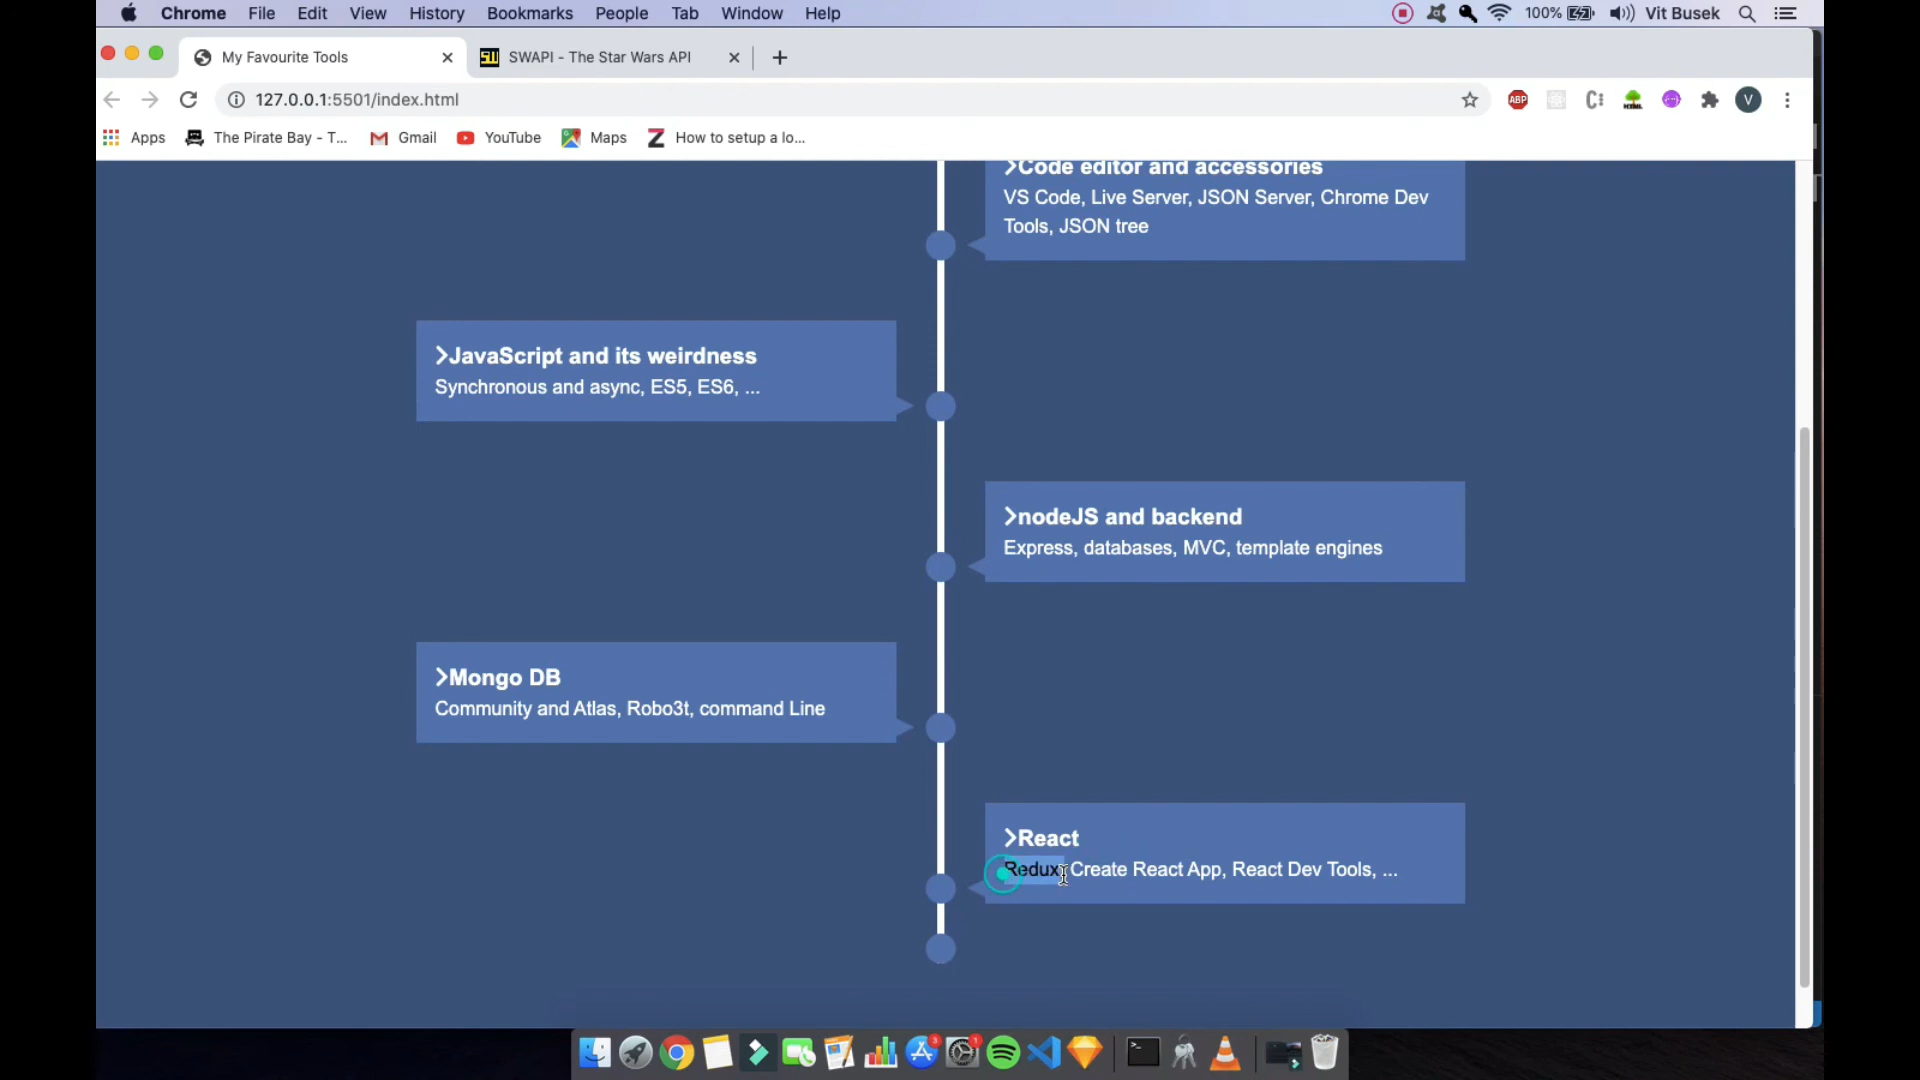 Chrome File Edit View History Bookmarks People Tab Window Help 100% Vit Busek
My Favourite Tools SWAPI - The Star Wars API
127.0.0.1:5501/index.html ABP V
Apps The Pirate Bay - T... Gmail YouTube Maps How to setup a lo...
Code editor and accessories
VS Code, Live Server, JSON Server, Chrome Dev
Tools, JSON tree
JavaScript and its weirdness
Synchronous and async, ES5, ES6, ...
nodeJS and backend
Express, databases, MVC, template engines
Mongo DB
Community and Atlas, Robo3t, command Line
React
Redux, Create React App, React Dev Tools, ...
3 1